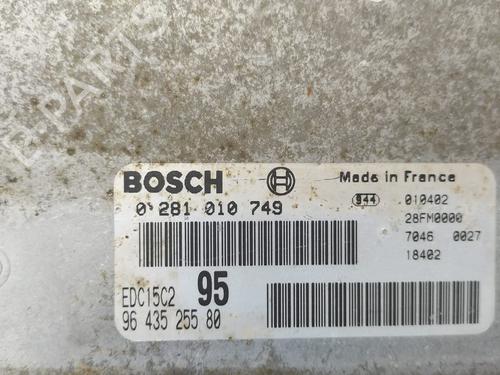 B-PARTS
BOSCH Made in France
0 281 010 749 944 010402
28FM0000
7046 0027
18402
EDC15C2 95
96 435 255 80